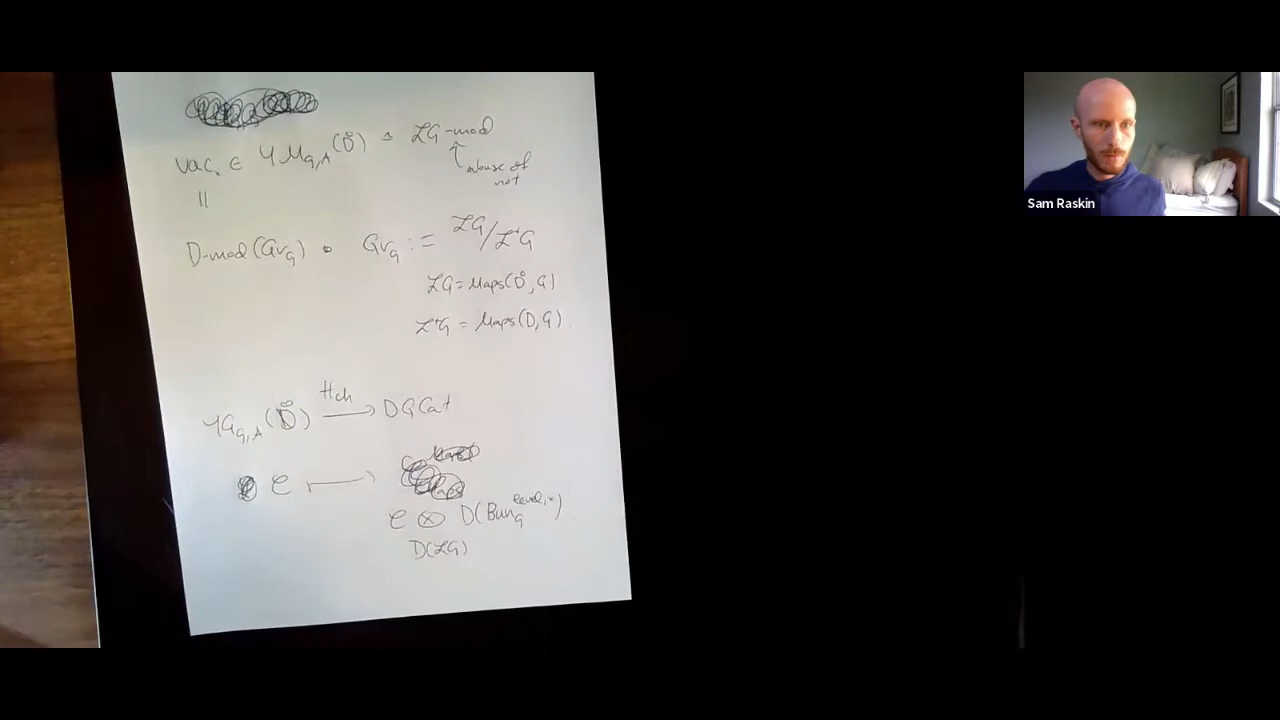 vac. ∈ YM_{G,A}(D°) ≃ ℒG-mod
↑
abuse of
not
||
D-mod(Gr_G) • Gr_G := ℒG/ℒ⁺G
ℒG = Maps(D°, G)
ℒ⁺G = Maps(D, G)
YG_{G,A}(D°) —Hch→ DGCat
C ⟼
C ⊗ D(Bun_G^{level,x})
D(ℒG)
Sam Raskin